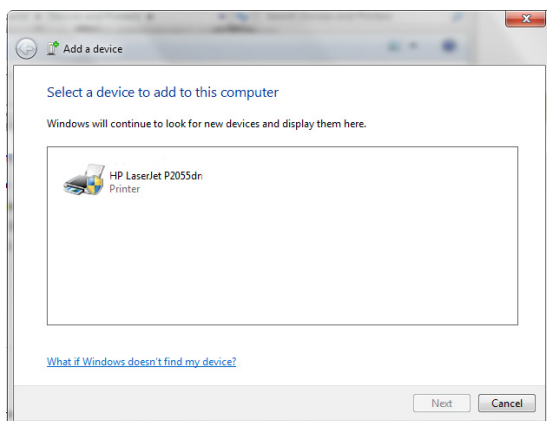 Add a device
Select a device to add to this computer
Windows will continue to look for new devices and display them here.
HP LaserJet P2055dn
Printer
What if Windows doesn't find my device?
Next
Cancel